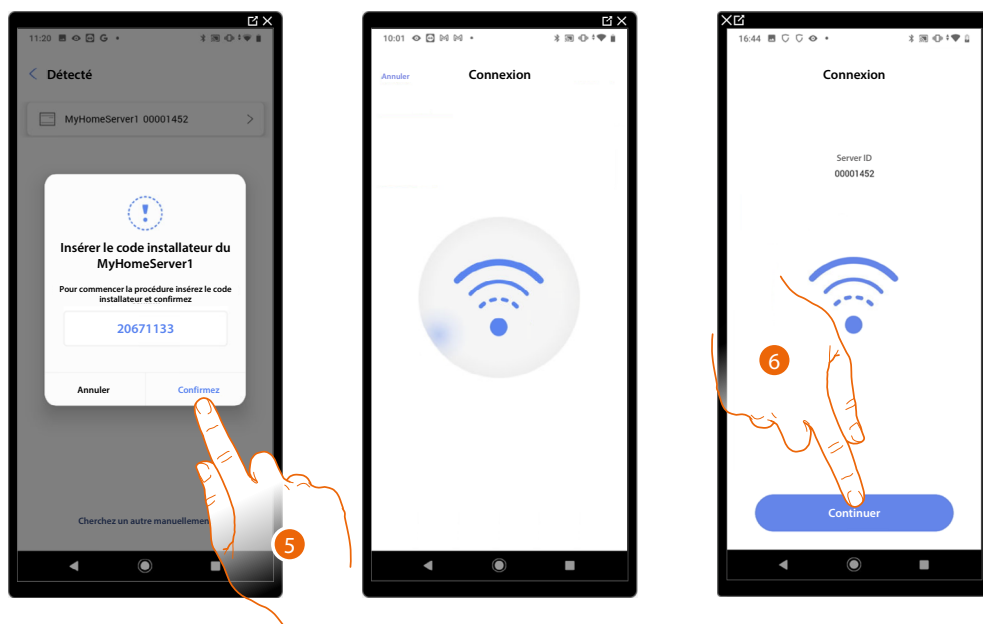 11:20
Détecté
MyHomeServer1 00001452
Insérer le code installateur du
MyHomeServer1
Pour commencer la procédure insérez le code
installateur et confirmez
20671133
Annuler Confirmez
Cherchez un autre manuellemen
5
10:01
Annuler Connexion
16:44
Connexion
Server ID
00001452
6
Continuer